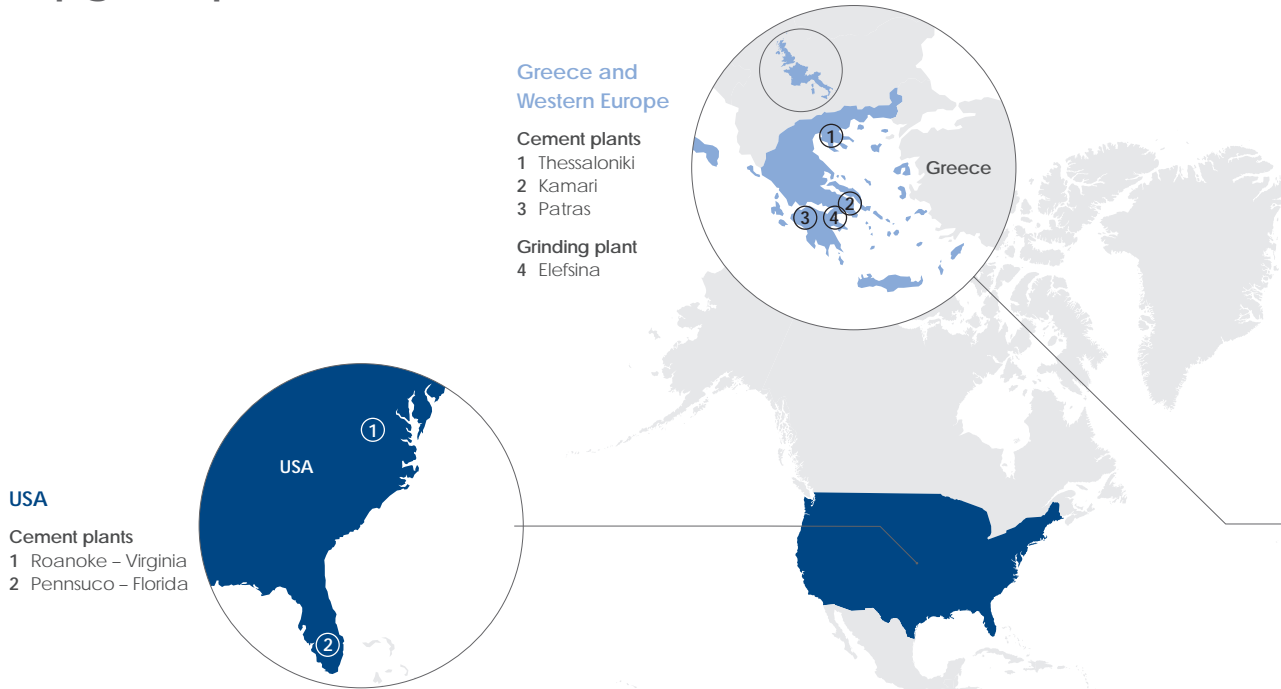 Greece and
Western Europe
Cement plants
1 Thessaloniki
2 Kamari
3 Patras
Grinding plant
4 Elefsina
1
2
3
4
Greece
USA
Cement plants
1 Roanoke – Virginia
2 Pennsuco – Florida
1
USA
2